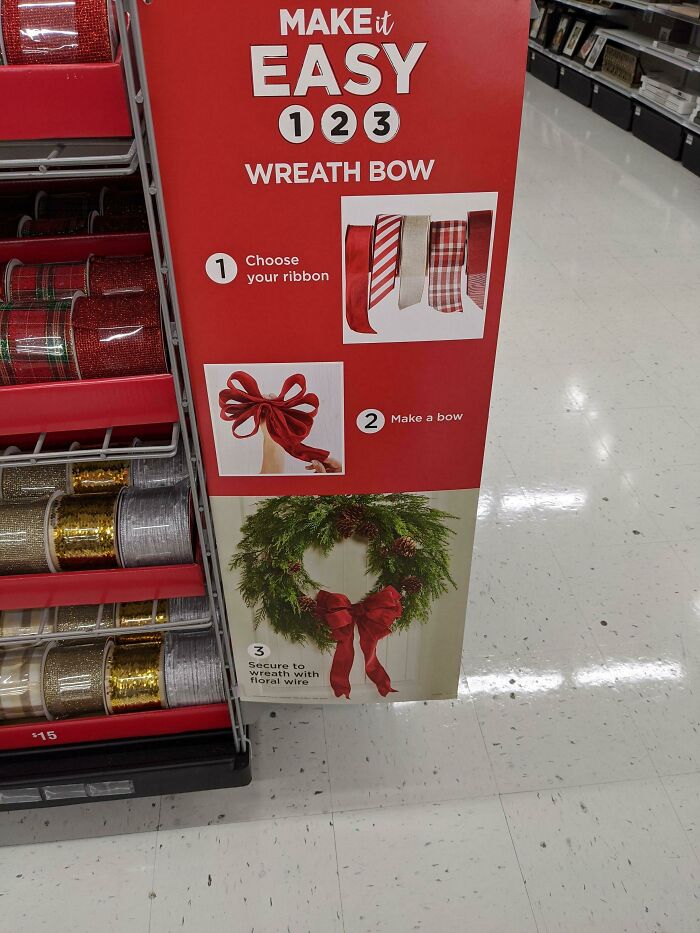 MAKE it
EASY
1 2 3
WREATH BOW
1 Choose
your ribbon
2 Make a bow
3
Secure to
wreath with
floral wire
$15